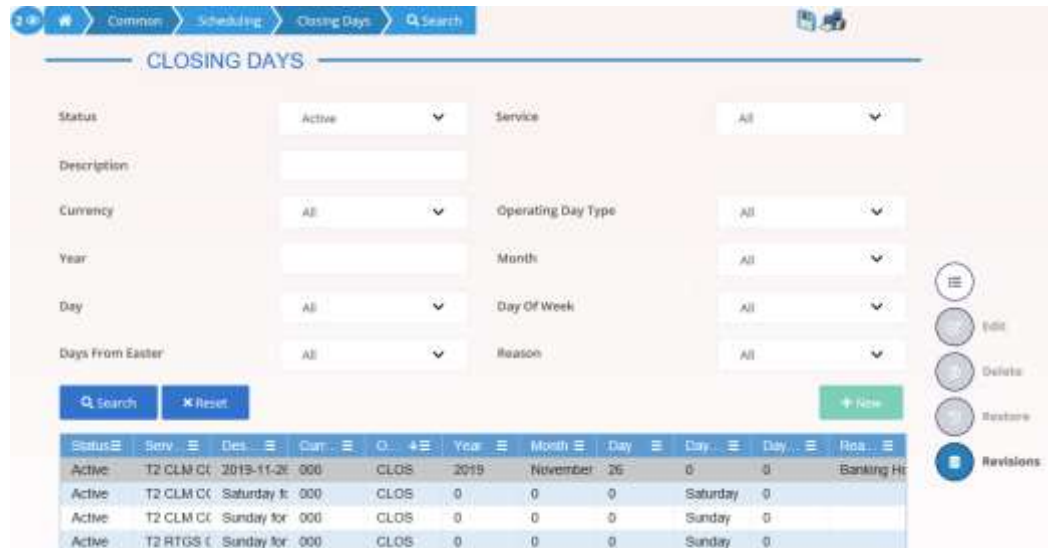 2 Common Scheduling Closing Days Search
CLOSING DAYS
Status Active Service All
Description
Currency All Operating Day Type All
Year Month All
Day All Day Of Week All
Edit
Days From Easter All Reason All
Delete
Search Reset New
Restore
Status Serv... Des... Curr... O... Year Month Day Day... Day... Rea...
Revisions
Active T2 CLM 2019-11-26 000 CLOS 2019 November 26 0 0 Banking
Active T2 CLM Saturday 000 CLOS 0 0 0 Saturday 0
Active T2 CLM Sunday for 000 CLOS 0 0 0 Sunday 0
Active T2 RTGS Sunday for 000 CLOS 0 0 0 Sunday 0